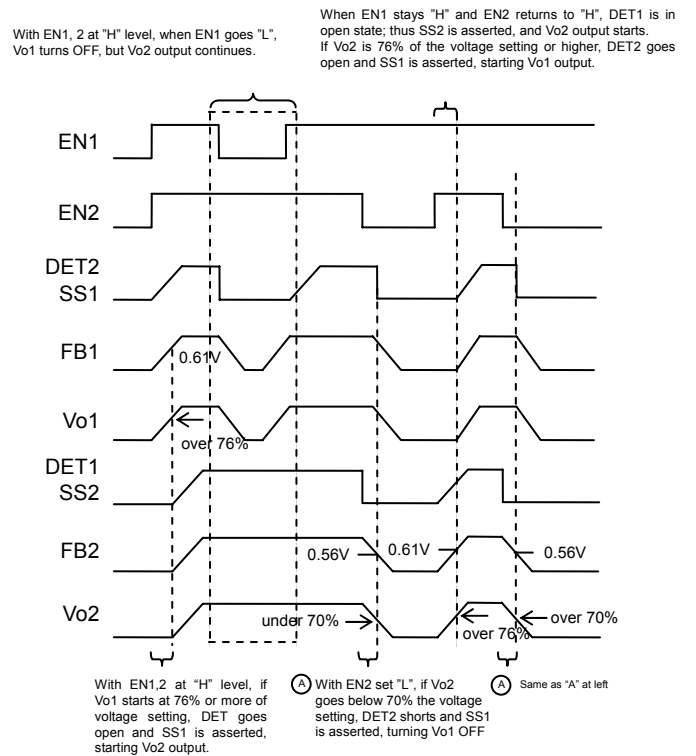 With EN1, 2 at "H" level, when EN1 goes "L",
Vo1 turns OFF, but Vo2 output continues.
When EN1 stays "H" and EN2 returns to "H", DET1 is in
open state; thus SS2 is asserted, and Vo2 output starts.
If Vo2 is 76% of the voltage setting or higher, DET2 goes
open and SS1 is asserted, starting Vo1 output.
EN1
EN2
DET2
SS1
FB1
0.61V
Vo1
over 76%
DET1
SS2
FB2
0.56V
0.61V
0.56V
Vo2
under 70%
over 76%
over 70%
With EN1,2 at "H" level, if
Vo1 starts at 76% or more of
voltage setting, DET goes
open and SS1 is asserted,
starting Vo2 output.
A With EN2 set "L", if Vo2
goes below 70% the voltage
setting, DET2 shorts and SS1
is asserted, turning Vo1 OFF
A Same as "A" at left